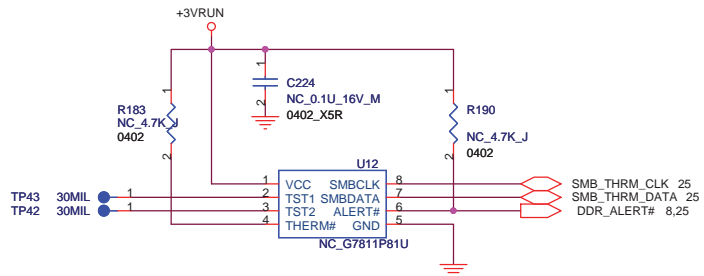 +3VRUN
1
C224
NC_0.1U_16V_M
0402_X5R
2
1
R183
NC_4.7K_J
0402
2
1
R190
NC_4.7K_J
0402
2
U12
TP43 30MIL 1
TP42 30MIL 1
1 VCC SMBCLK 8 SMB_THRM_CLK 25
2 TST1 SMBDATA 7 SMB_THRM_DATA 25
3 TST2 ALERT# 6 DDR_ALERT# 8,25
4 THERM# GND 5
NC_G7811P81U